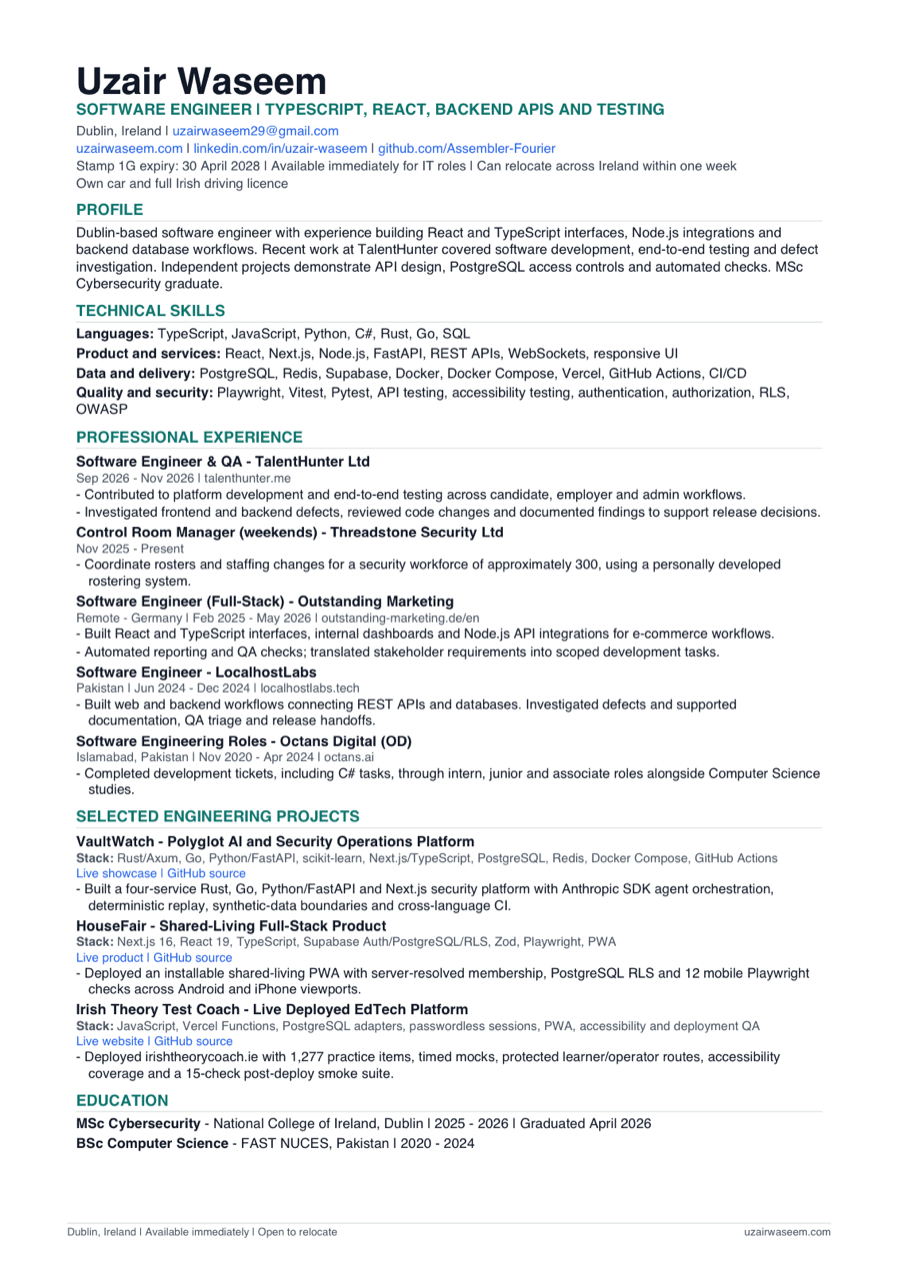 Uzair Waseem
SOFTWARE ENGINEER | TYPESCRIPT, REACT, BACKEND APIS AND TESTING
Dublin, Ireland | uzairwaseem29@gmail.com
uzairwaseem.com | linkedin.com/in/uzair-waseem | github.com/Assembler-Fourier
Stamp 1G expiry: 30 April 2028 | Available immediately for IT roles | Can relocate across Ireland within one week
Own car and full Irish driving licence
PROFILE
Dublin-based software engineer with experience building React and TypeScript interfaces, Node.js integrations and
backend database workflows. Recent work at TalentHunter covered software development, end-to-end testing and defect
investigation. Independent projects demonstrate API design, PostgreSQL access controls and automated checks. MSc
Cybersecurity graduate.
TECHNICAL SKILLS
Languages: TypeScript, JavaScript, Python, C#, Rust, Go, SQL
Product and services: React, Next.js, Node.js, FastAPI, REST APIs, WebSockets, responsive UI
Data and delivery: PostgreSQL, Redis, Supabase, Docker, Docker Compose, Vercel, GitHub Actions, CI/CD
Quality and security: Playwright, Vitest, Pytest, API testing, accessibility testing, authentication, authorization, RLS,
OWASP
PROFESSIONAL EXPERIENCE
Software Engineer & QA - TalentHunter Ltd
Sep 2026 - Nov 2026 | talenthunter.me
- Contributed to platform development and end-to-end testing across candidate, employer and admin workflows.
- Investigated frontend and backend defects, reviewed code changes and documented findings to support release decisions.
Control Room Manager (weekends) - Threadstone Security Ltd
Nov 2025 - Present
- Coordinate rosters and staffing changes for a security workforce of approximately 300, using a personally developed
rostering system.
Software Engineer (Full-Stack) - Outstanding Marketing
Remote - Germany | Feb 2025 - May 2026 | outstanding-marketing.de/en
- Built React and TypeScript interfaces, internal dashboards and Node.js API integrations for e-commerce workflows.
- Automated reporting and QA checks; translated stakeholder requirements into scoped development tasks.
Software Engineer - LocalhostLabs
Pakistan | Jun 2024 - Dec 2024 | localhostlabs.tech
- Built web and backend workflows connecting REST APIs and databases. Investigated defects and supported
documentation, QA triage and release handoffs.
Software Engineering Roles - Octans Digital (OD)
Islamabad, Pakistan | Nov 2020 - Apr 2024 | octans.ai
- Completed development tickets, including C# tasks, through intern, junior and associate roles alongside Computer Science
studies.
SELECTED ENGINEERING PROJECTS
VaultWatch - Polyglot AI and Security Operations Platform
Stack: Rust/Axum, Go, Python/FastAPI, scikit-learn, Next.js/TypeScript, PostgreSQL, Redis, Docker Compose, GitHub Actions
Live showcase | GitHub source
- Built a four-service Rust, Go, Python/FastAPI and Next.js security platform with Anthropic SDK agent orchestration,
deterministic replay, synthetic-data boundaries and cross-language CI.
HouseFair - Shared-Living Full-Stack Product
Stack: Next.js 16, React 19, TypeScript, Supabase Auth/PostgreSQL/RLS, Zod, Playwright, PWA
Live product | GitHub source
- Deployed an installable shared-living PWA with server-resolved membership, PostgreSQL RLS and 12 mobile Playwright
checks across Android and iPhone viewports.
Irish Theory Test Coach - Live Deployed EdTech Platform
Stack: JavaScript, Vercel Functions, PostgreSQL adapters, passwordless sessions, PWA, accessibility and deployment QA
Live website | GitHub source
- Deployed irishtheorycoach.ie with 1,277 practice items, timed mocks, protected learner/operator routes, accessibility
coverage and a 15-check post-deploy smoke suite.
EDUCATION
MSc Cybersecurity - National College of Ireland, Dublin | 2025 - 2026 | Graduated April 2026
BSc Computer Science - FAST NUCES, Pakistan | 2020 - 2024
Dublin, Ireland | Available immediately | Open to relocate
uzairwaseem.com